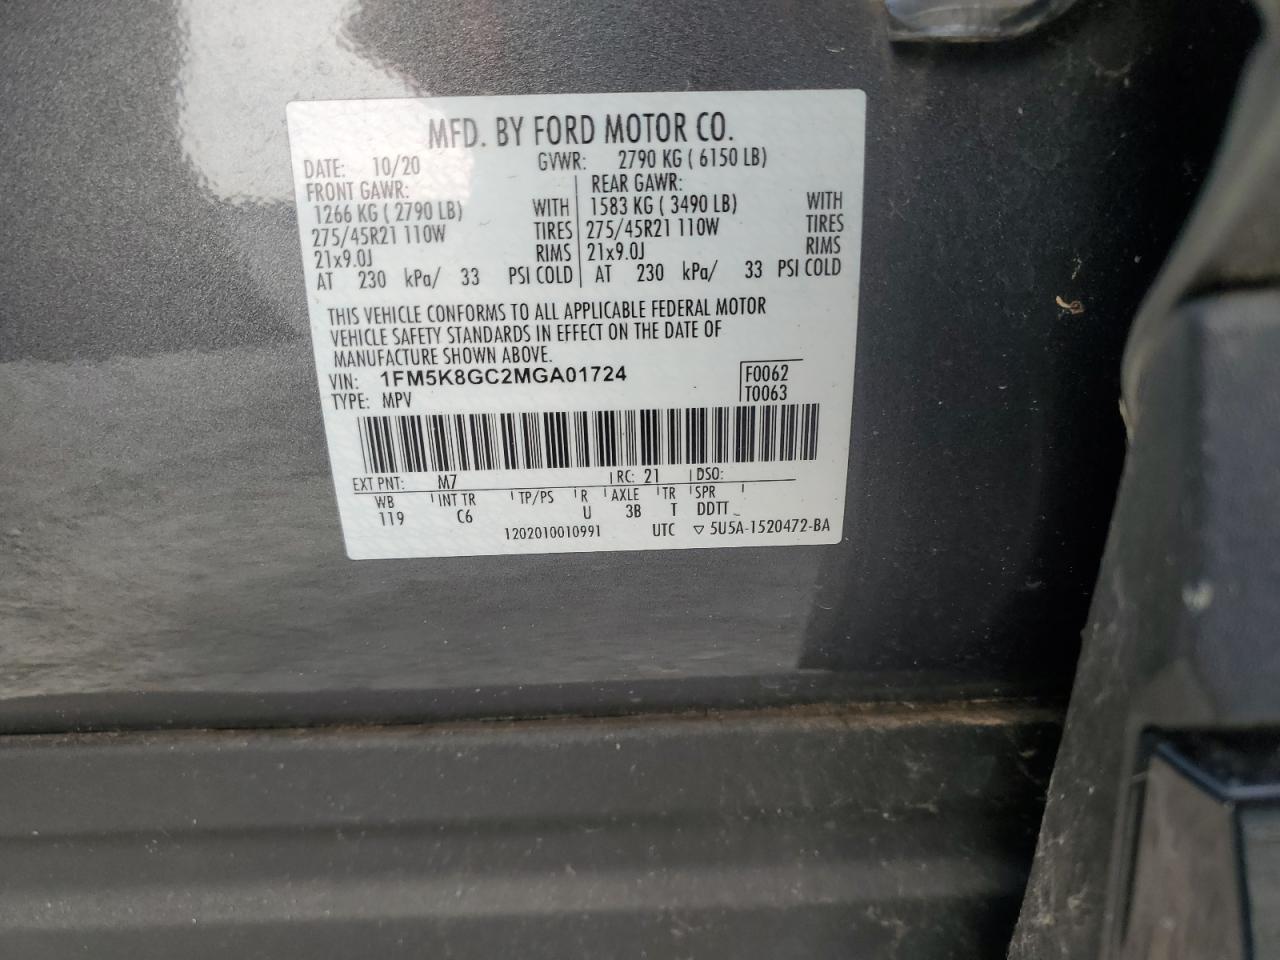 MFD. BY FORD MOTOR CO.
DATE: 10/20 GVWR: 2790 KG ( 6150 LB)
FRONT GAWR: REAR GAWR:
1266 KG ( 2790 LB) WITH 1583 KG ( 3490 LB) WITH
275/45R21 110W TIRES 275/45R21 110W TIRES
21x9.0J RIMS 21x9.0J RIMS
AT 230 kPa/ 33 PSI COLD AT 230 kPa/ 33 PSI COLD
THIS VEHICLE CONFORMS TO ALL APPLICABLE FEDERAL MOTOR
VEHICLE SAFETY STANDARDS IN EFFECT ON THE DATE OF
MANUFACTURE SHOWN ABOVE.
VIN: 1FM5K8GC2MGA01724 F0062
TYPE: MPV T0063
EXT PNT: M7 RC: 21 DSO:
WB INT TR TP/PS R AXLE TR SPR
119 C6 U 3B T DDTT
1202010010991 UTC ▽ 5U5A-1520472-BA